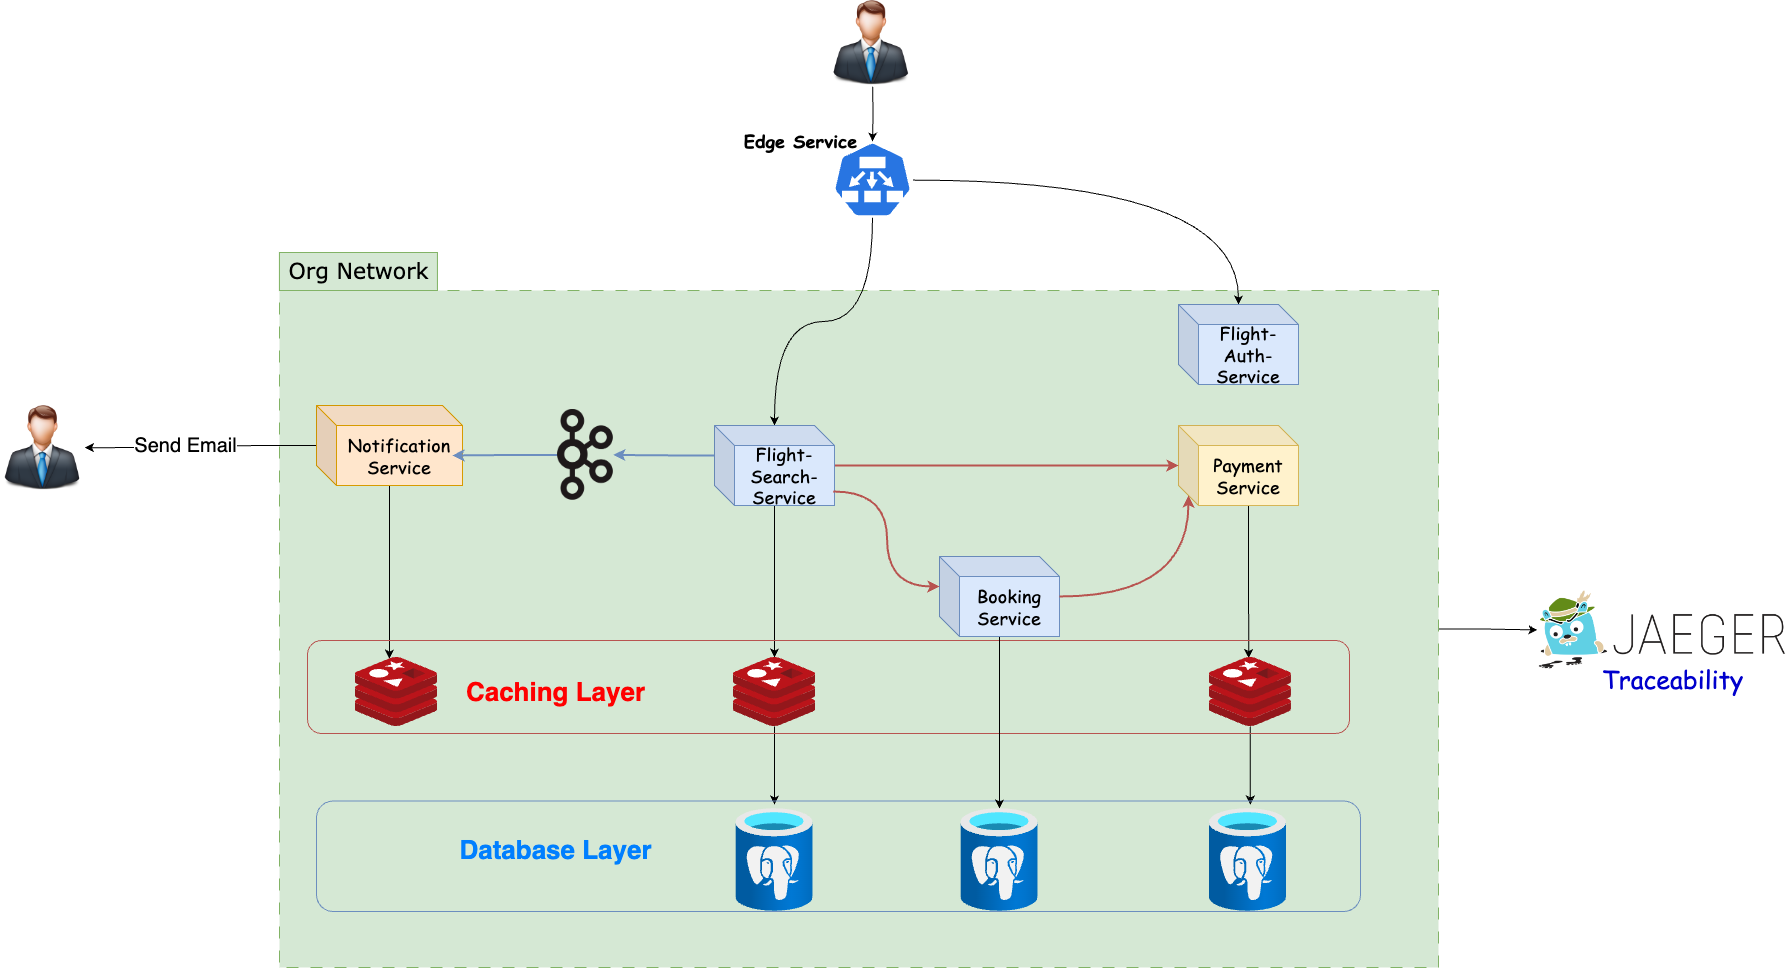 Edge Service
Org Network
Flight-
Auth-
Service
Send Email
Notification
Service
Flight-
Search-
Service
Payment
Service
Booking
Service
JAEGER
Traceability
Caching Layer
Database Layer